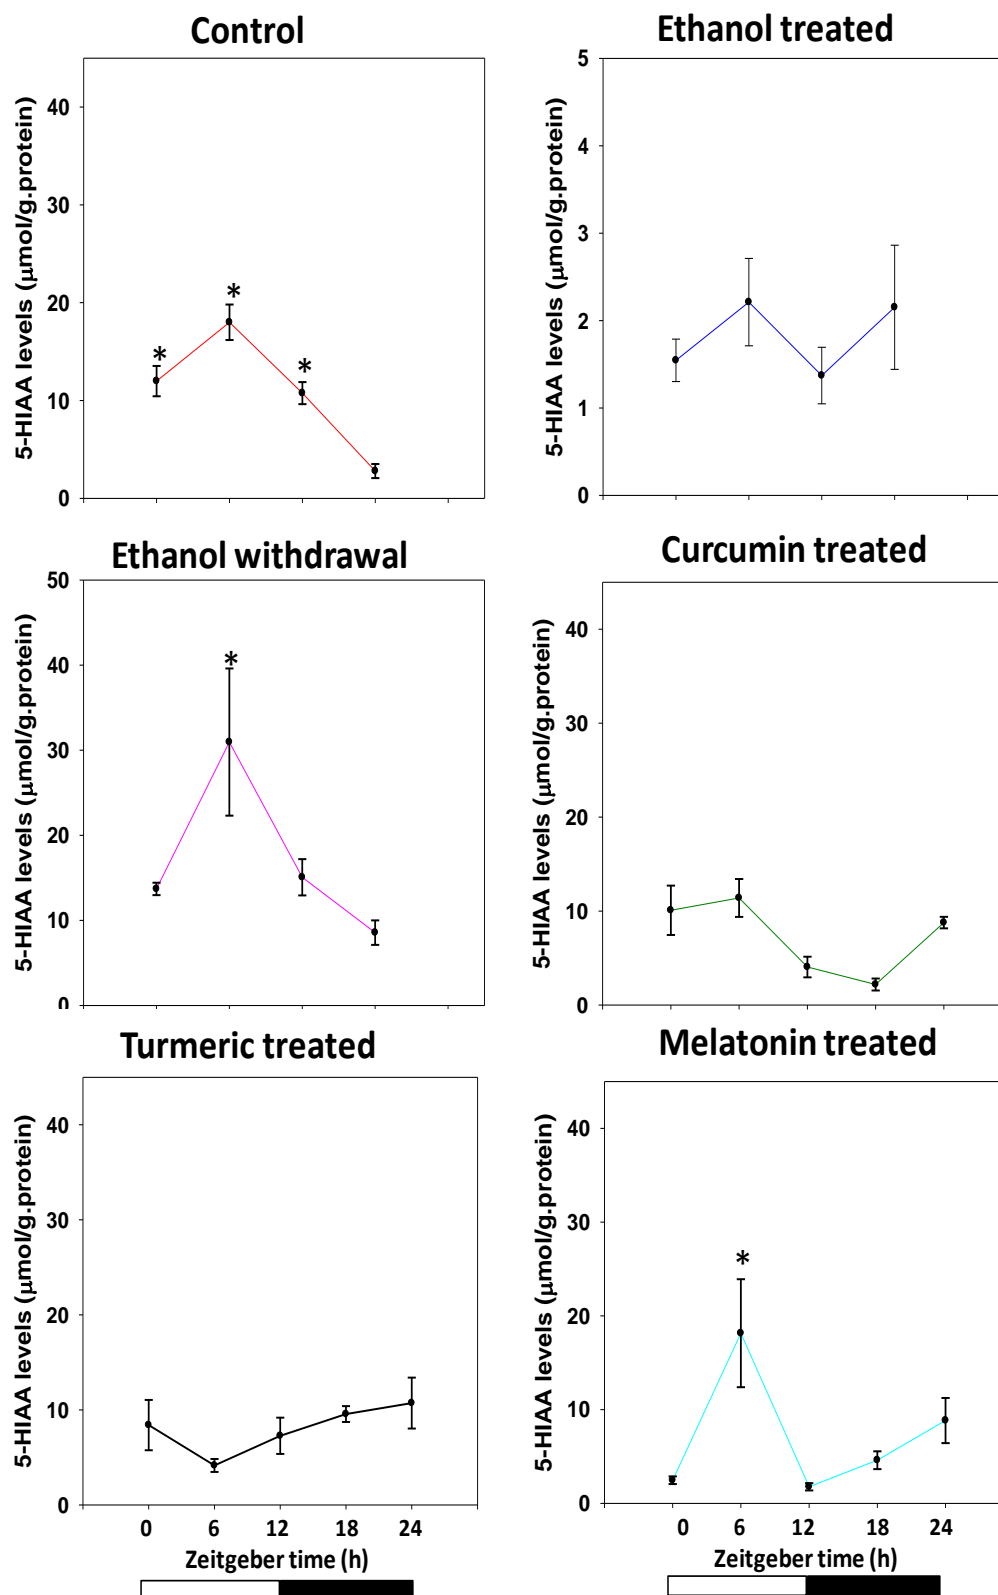 Control
5-HIAA levels (μmol/g.protein)
40
30
20
10
0
*
*
*
Ethanol treated
5-HIAA levels (μmol/g.protein)
5
4
3
2
1
0
Ethanol withdrawal
5-HIAA levels (μmol/g.protein)
50
40
30
20
10
0
*
Curcumin treated
5-HIAA levels (μmol/g.protein)
40
30
20
10
0
Turmeric treated
5-HIAA levels (μmol/g.protein)
40
30
20
10
0
0 6 12 18 24
Zeitgeber time (h)
Melatonin treated
5-HIAA levels (μmol/g.protein)
40
30
20
10
0
*
0 6 12 18 24
Zeitgeber time (h)